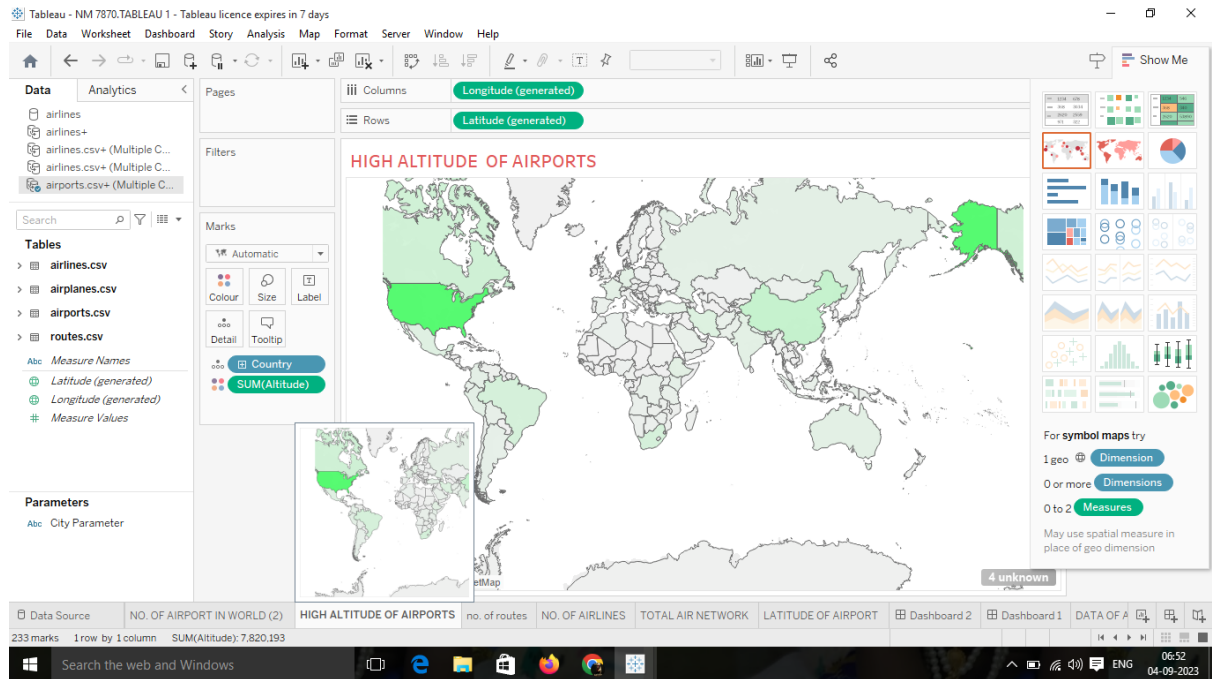 Tableau - NM 7870.TABLEAU 1 - Tableau licence expires in 7 days
File Data Worksheet Dashboard Story Analysis Map Format Server Window Help
Show Me
Data Analytics
airlines
airlines+
airlines.csv+ (Multiple C...
airlines.csv+ (Multiple C...
airports.csv+ (Multiple C...
Search
Tables
airlines.csv
airplanes.csv
airports.csv
routes.csv
Abc Measure Names
Latitude (generated)
Longitude (generated)
# Measure Values
Parameters
Abc City Parameter
Pages
Filters
Marks
Automatic
Colour Size Label
Detail Tooltip
Country
SUM(Altitude)
Columns Longitude (generated)
Rows Latitude (generated)
HIGH ALTITUDE OF AIRPORTS
4 unknown
For symbol maps try
1 geo Dimension
0 or more Dimensions
0 to 2 Measures
May use spatial measure in
place of geo dimension
Data Source NO. OF AIRPORT IN WORLD (2) HIGH ALTITUDE OF AIRPORTS no. of routes NO. OF AIRLINES TOTAL AIR NETWORK LATITUDE OF AIRPORT Dashboard 2 Dashboard 1 DATA OF A
233 marks 1 row by 1 column SUM(Altitude): 7,820,193
Search the web and Windows
ENG
06:52
04-09-2023